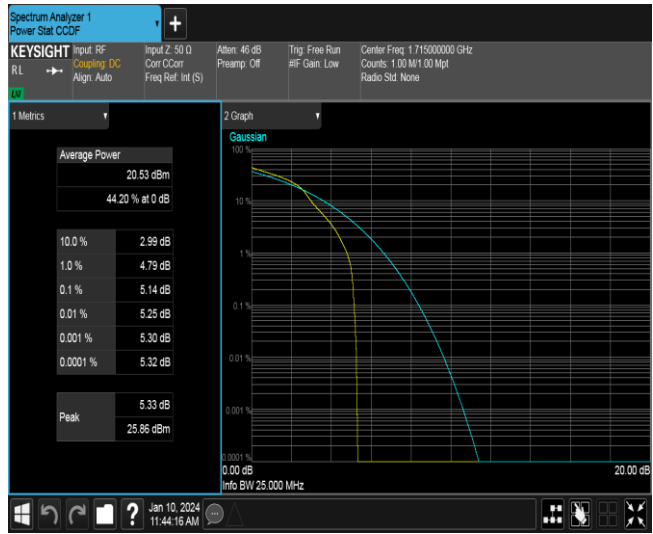 Spectrum Analyzer 1
Power Stat CCDF
+
KEYSIGHT
RL
LXI
Input: RF
Coupling: DC
Align: Auto
Input Z: 50 Ω
Corr CCorr
Freq Ref: Int (S)
Atten: 46 dB
Preamp: Off
Trig: Free Run
#IF Gain: Low
Center Freq: 1.715000000 GHz
Counts: 1.00 M/1.00 Mpt
Radio Std: None
1 Metrics
Average Power
20.53 dBm
44.20 % at 0 dB
10.0 % 2.99 dB
1.0 % 4.79 dB
0.1 % 5.14 dB
0.01 % 5.25 dB
0.001 % 5.30 dB
0.0001 % 5.32 dB
Peak
5.33 dB
25.86 dBm
2 Graph
Gaussian
100 %
10 %
1 %
0.1 %
0.01 %
0.001 %
0.0001 %
0.00 dB 20.00 dB
Info BW 25.000 MHz
?
Jan 10, 2024
11:44:16 AM